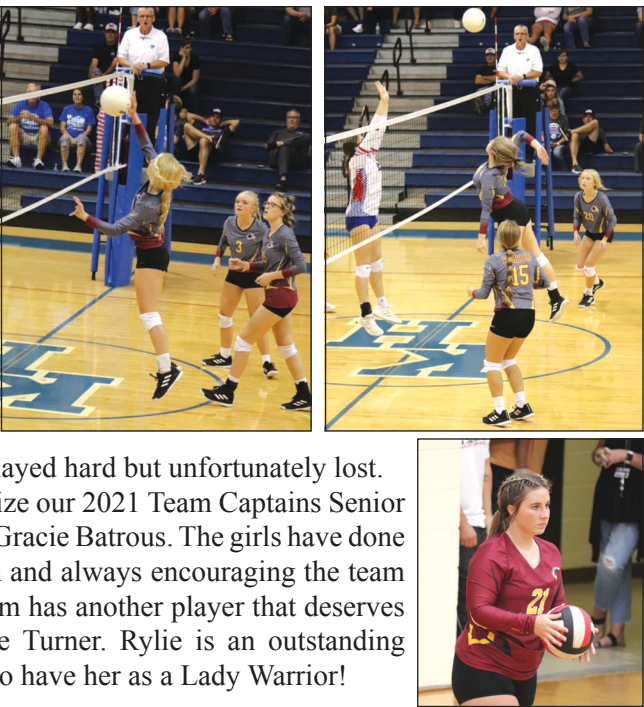 3
15
20
layed hard but unfortunately lost.
ize our 2021 Team Captains Senior
Gracie Batrous. The girls have done
n and always encouraging the team
m has another player that deserves
e Turner. Rylie is an outstanding
o have her as a Lady Warrior!
21